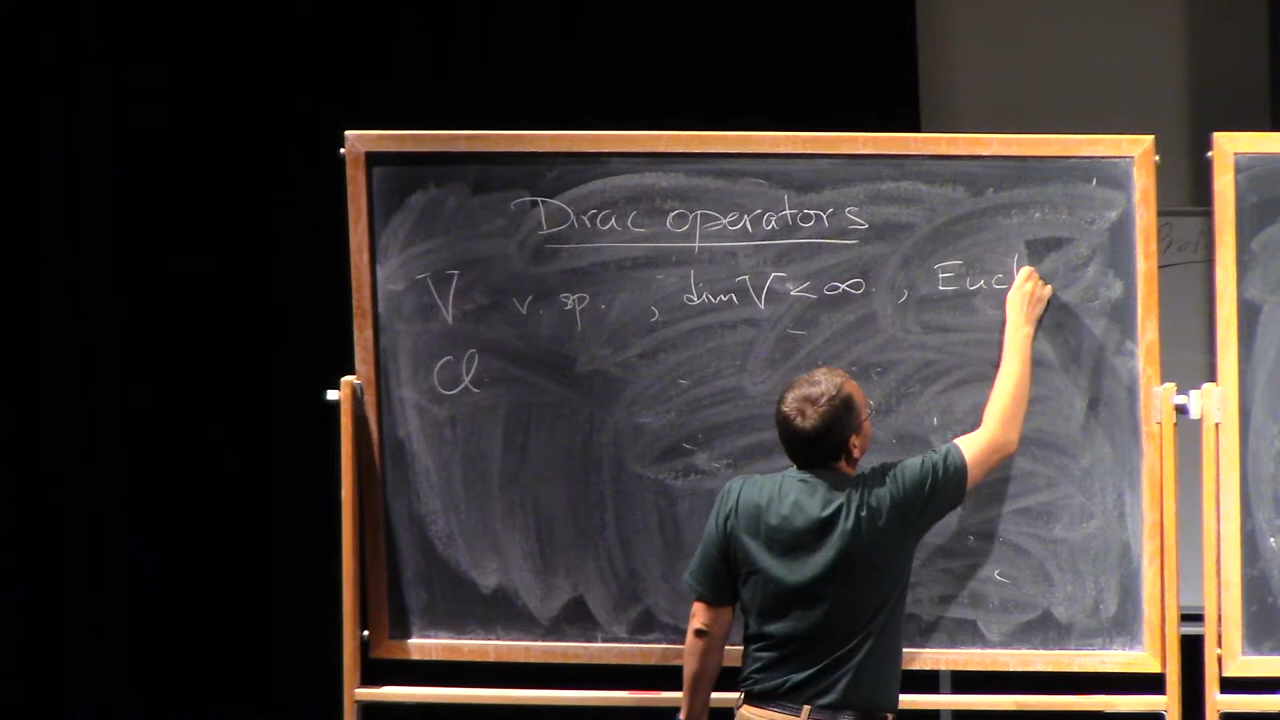 Dirac operators
V v. sp. , dim V < ∞ , Eucl
Cl